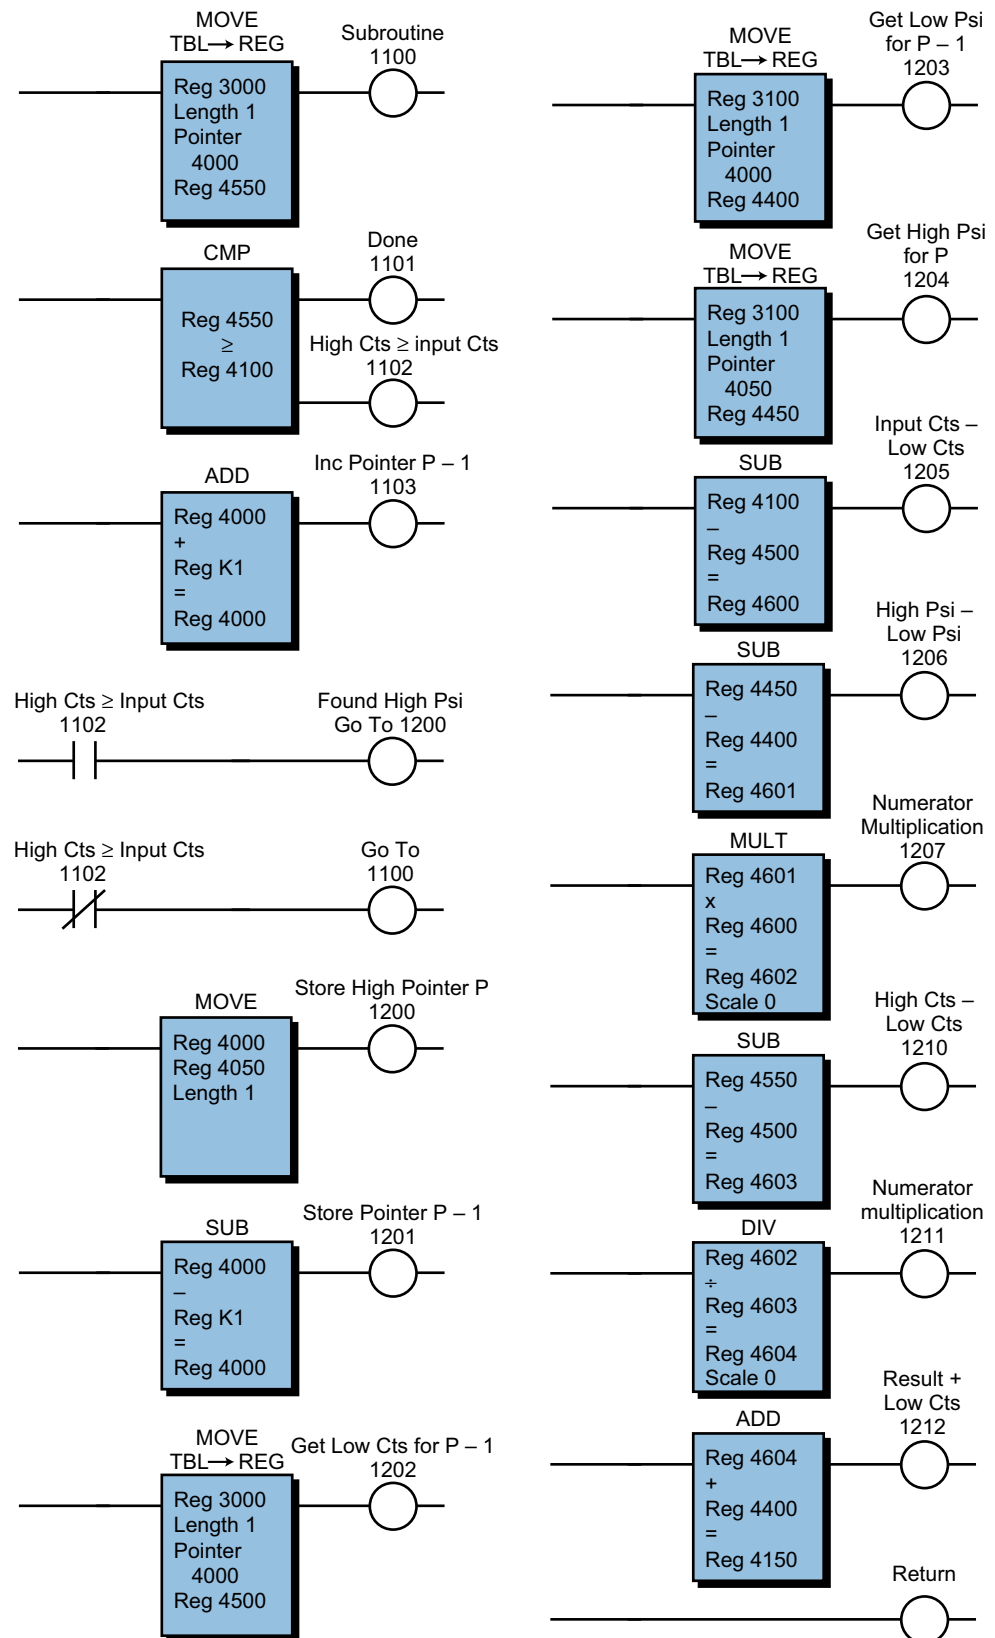 MOVE
TBL→REG
Subroutine
1100
Reg 3000
Length 1
Pointer
4000
Reg 4550
CMP
Done
1101
Reg 4550
≥
Reg 4100
High Cts ≥ input Cts
1102
ADD
Inc Pointer P – 1
1103
Reg 4000
+
Reg K1
=
Reg 4000
High Cts ≥ Input Cts
1102
Found High Psi
Go To 1200
High Cts ≥ Input Cts
1102
Go To
1100
MOVE
Store High Pointer P
1200
Reg 4000
Reg 4050
Length 1
SUB
Store Pointer P – 1
1201
Reg 4000
–
Reg K1
=
Reg 4000
MOVE
TBL→REG
Get Low Cts for P – 1
1202
Reg 3000
Length 1
Pointer
4000
Reg 4500
MOVE
TBL→REG
Get Low Psi
for P – 1
1203
Reg 3100
Length 1
Pointer
4000
Reg 4400
MOVE
TBL→REG
Get High Psi
for P
1204
Reg 3100
Length 1
Pointer
4050
Reg 4450
SUB
Input Cts –
Low Cts
1205
Reg 4100
–
Reg 4500
=
Reg 4600
SUB
High Psi –
Low Psi
1206
Reg 4450
–
Reg 4400
=
Reg 4601
MULT
Numerator
Multiplication
1207
Reg 4601
x
Reg 4600
=
Reg 4602
Scale 0
SUB
High Cts –
Low Cts
1210
Reg 4550
–
Reg 4500
=
Reg 4603
DIV
Numerator
multiplication
1211
Reg 4602
÷
Reg 4603
=
Reg 4604
Scale 0
ADD
Result +
Low Cts
1212
Reg 4604
+
Reg 4400
=
Reg 4150
Return